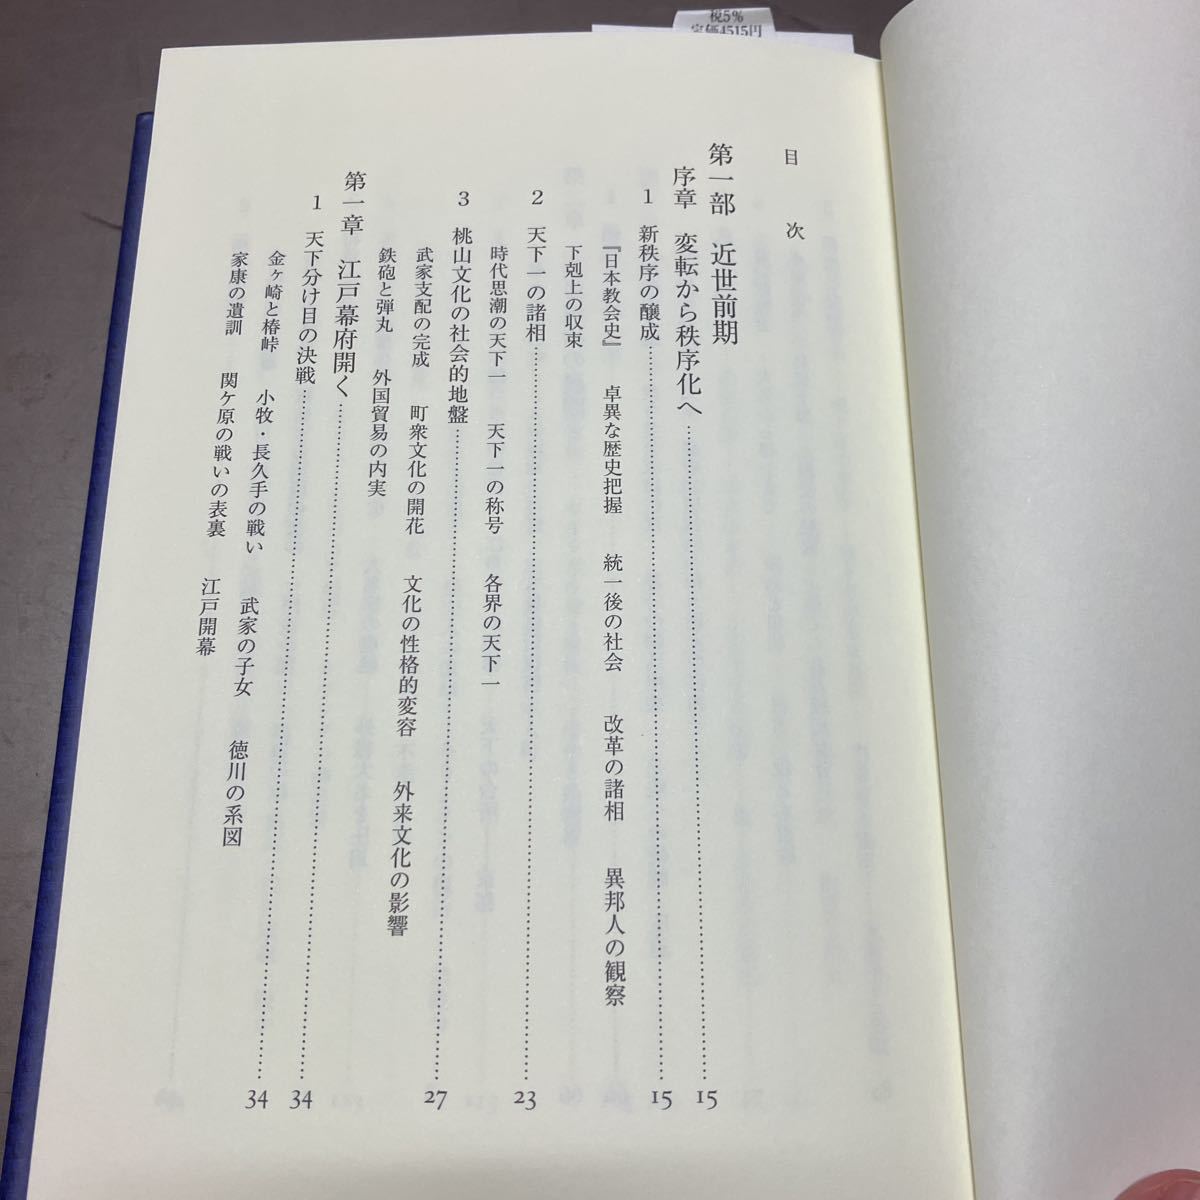 税5%
定価4515円
目次
第一部 近世前期
序章 変転から秩序化へ……15
1 新秩序の醸成……15
『日本教会史』 卓異な歴史把握 統一後の社会 改革の諸相 異邦人の観察
下剋上の収束
2 天下一の諸相……23
時代思潮の天下一 天下一の称号 各界の天下一
3 桃山文化の社会的地盤……27
武家支配の完成 町衆文化の開花 文化の性格的変容 外来文化の影響
鉄砲と弾丸 外国貿易の内実
第一章 江戸幕府開く……34
1 天下分け目の決戦……34
金ヶ崎と椿峠 小牧・長久手の戦い 武家の子女 徳川の系図
家康の遺訓 関ケ原の戦いの表裏 江戸開幕